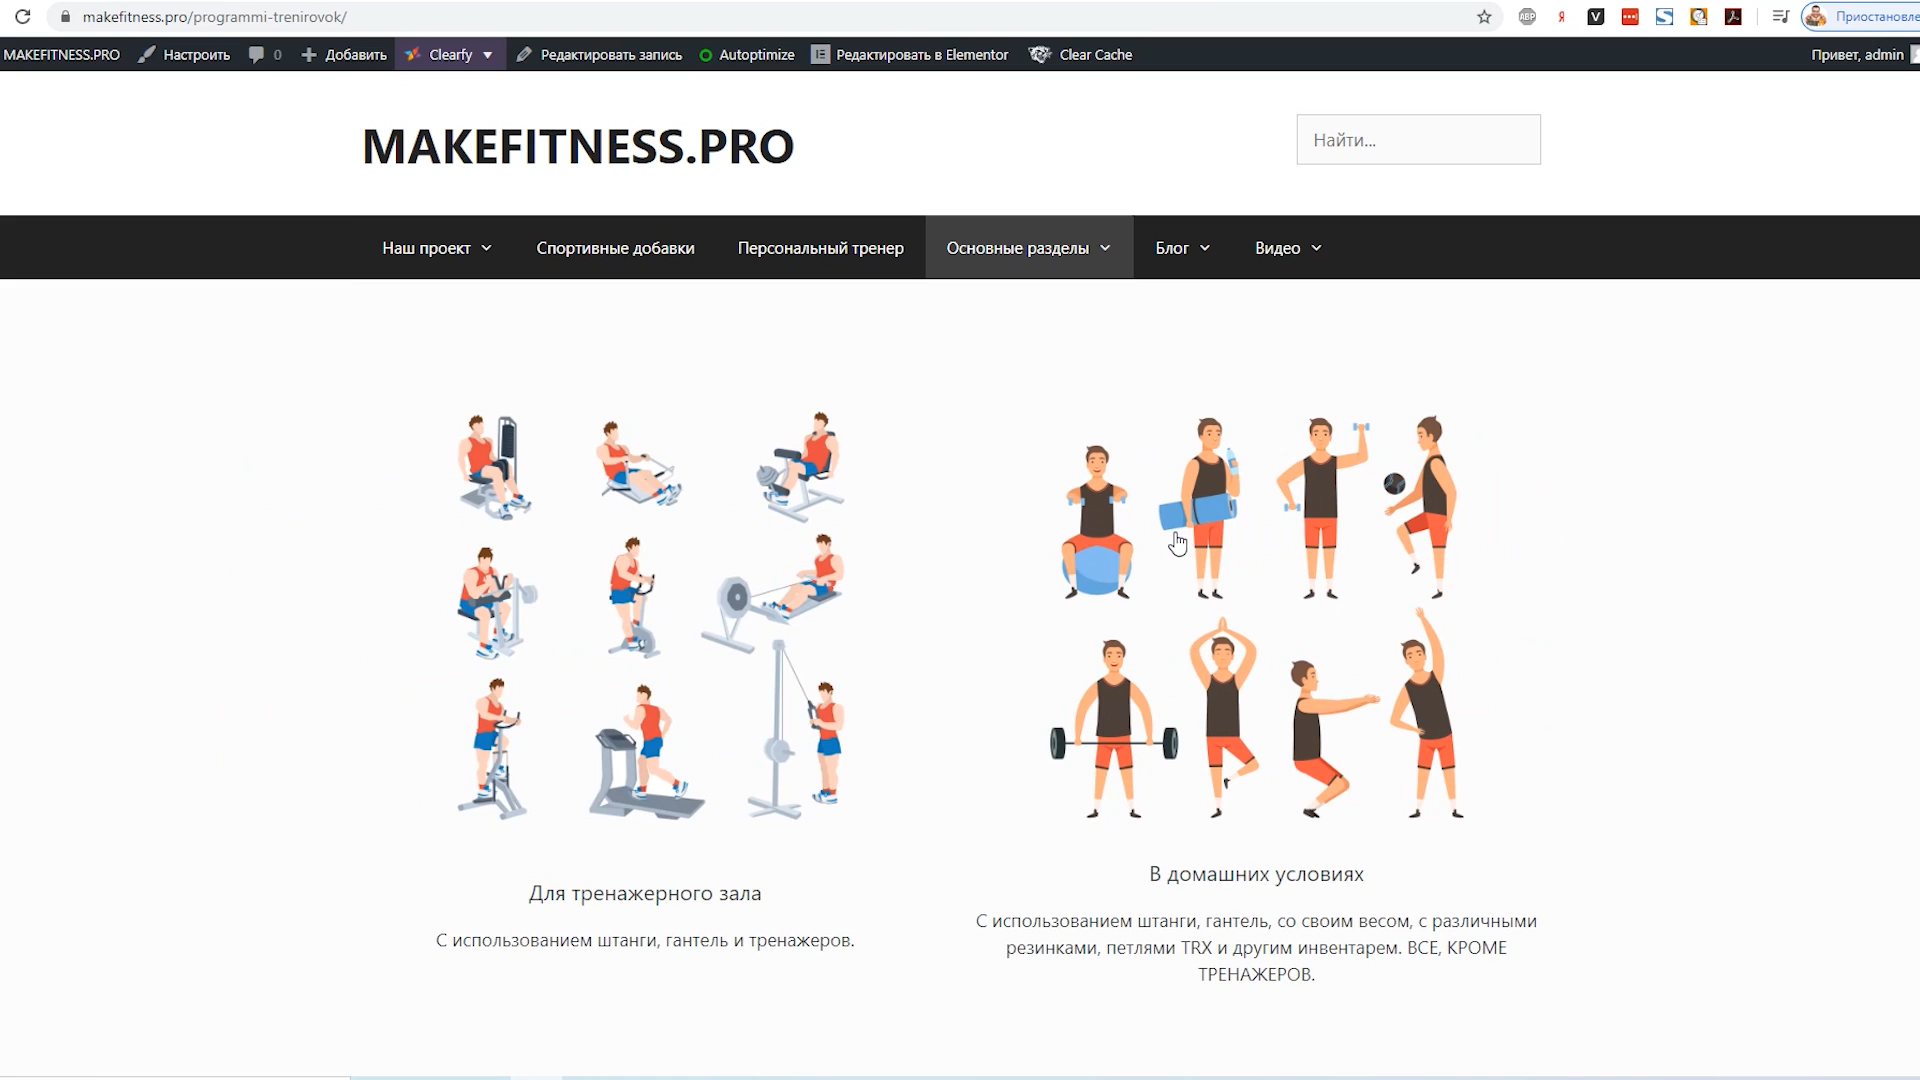 makefitness.pro/programmi-trenirovok/
ABP
Я
V
S
Приостановле
MAKEFITNESS.PRO
Настроить
0
Добавить
Clearfy
Редактировать запись
Autoptimize
Редактировать в Elementor
Clear Cache
Привет, admin
MAKEFITNESS.PRO
Найти...
Наш проект
Спортивные добавки
Персональный тренер
Основные разделы
Блог
Видео
Для тренажерного зала
С использованием штанги, гантель и тренажеров.
В домашних условиях
С использованием штанги, гантель, со своим весом, с различными
резинками, петлями TRX и другим инвентарем. ВСЕ, КРОМЕ
ТРЕНАЖЕРОВ.